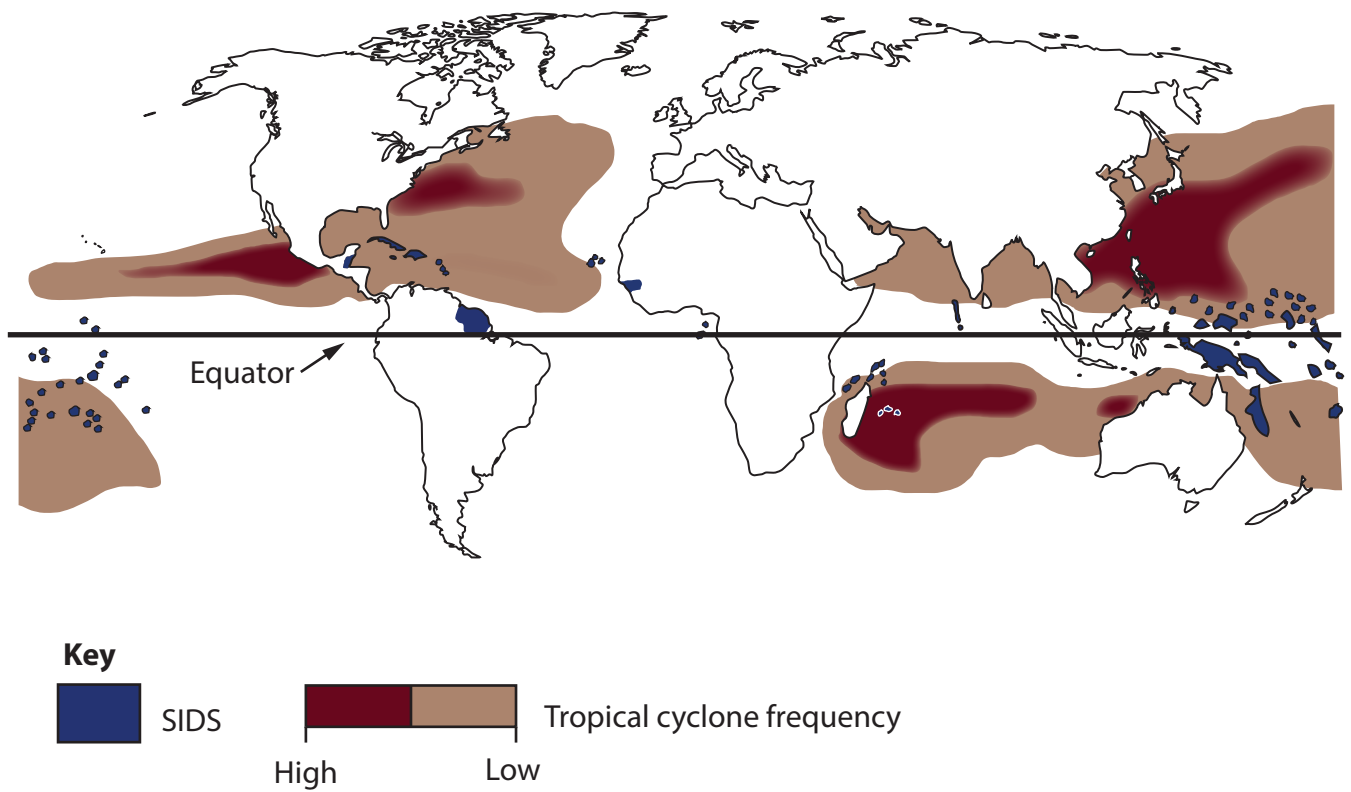 Equator
Key
SIDS
Tropical cyclone frequency
High
Low